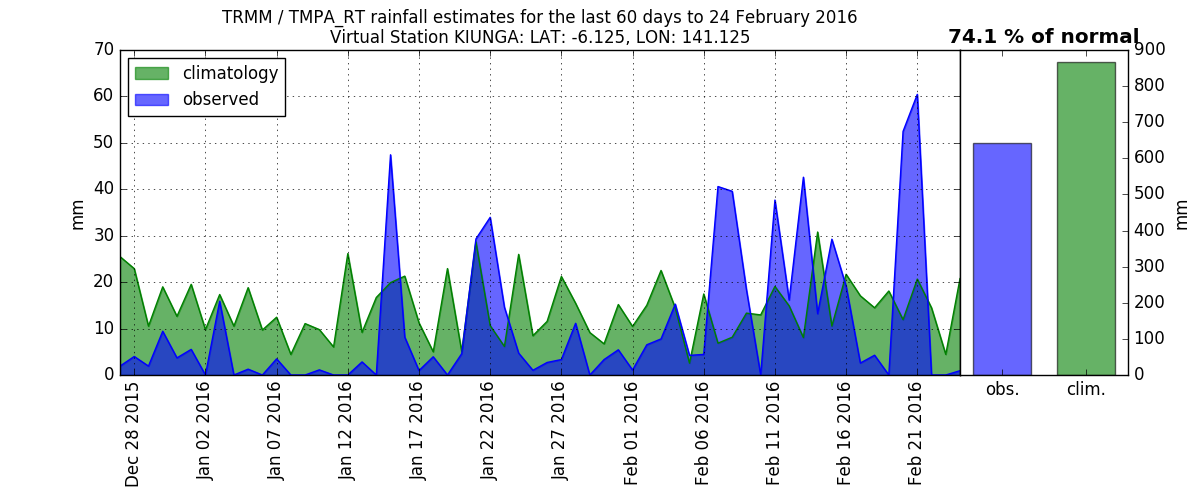 TRMM / TMPA_RT rainfall estimates for the last 60 days to 24 February 2016
Virtual Station KIUNGA: LAT: -6.125, LON: 141.125
74.1 % of normal
climatology
observed
mm
70
60
50
40
30
20
10
0
Dec 28 2015
Jan 02 2016
Jan 07 2016
Jan 12 2016
Jan 17 2016
Jan 22 2016
Jan 27 2016
Feb 01 2016
Feb 06 2016
Feb 11 2016
Feb 16 2016
Feb 21 2016
900
800
700
600
500
400
300
200
100
0
mm
obs.
clim.